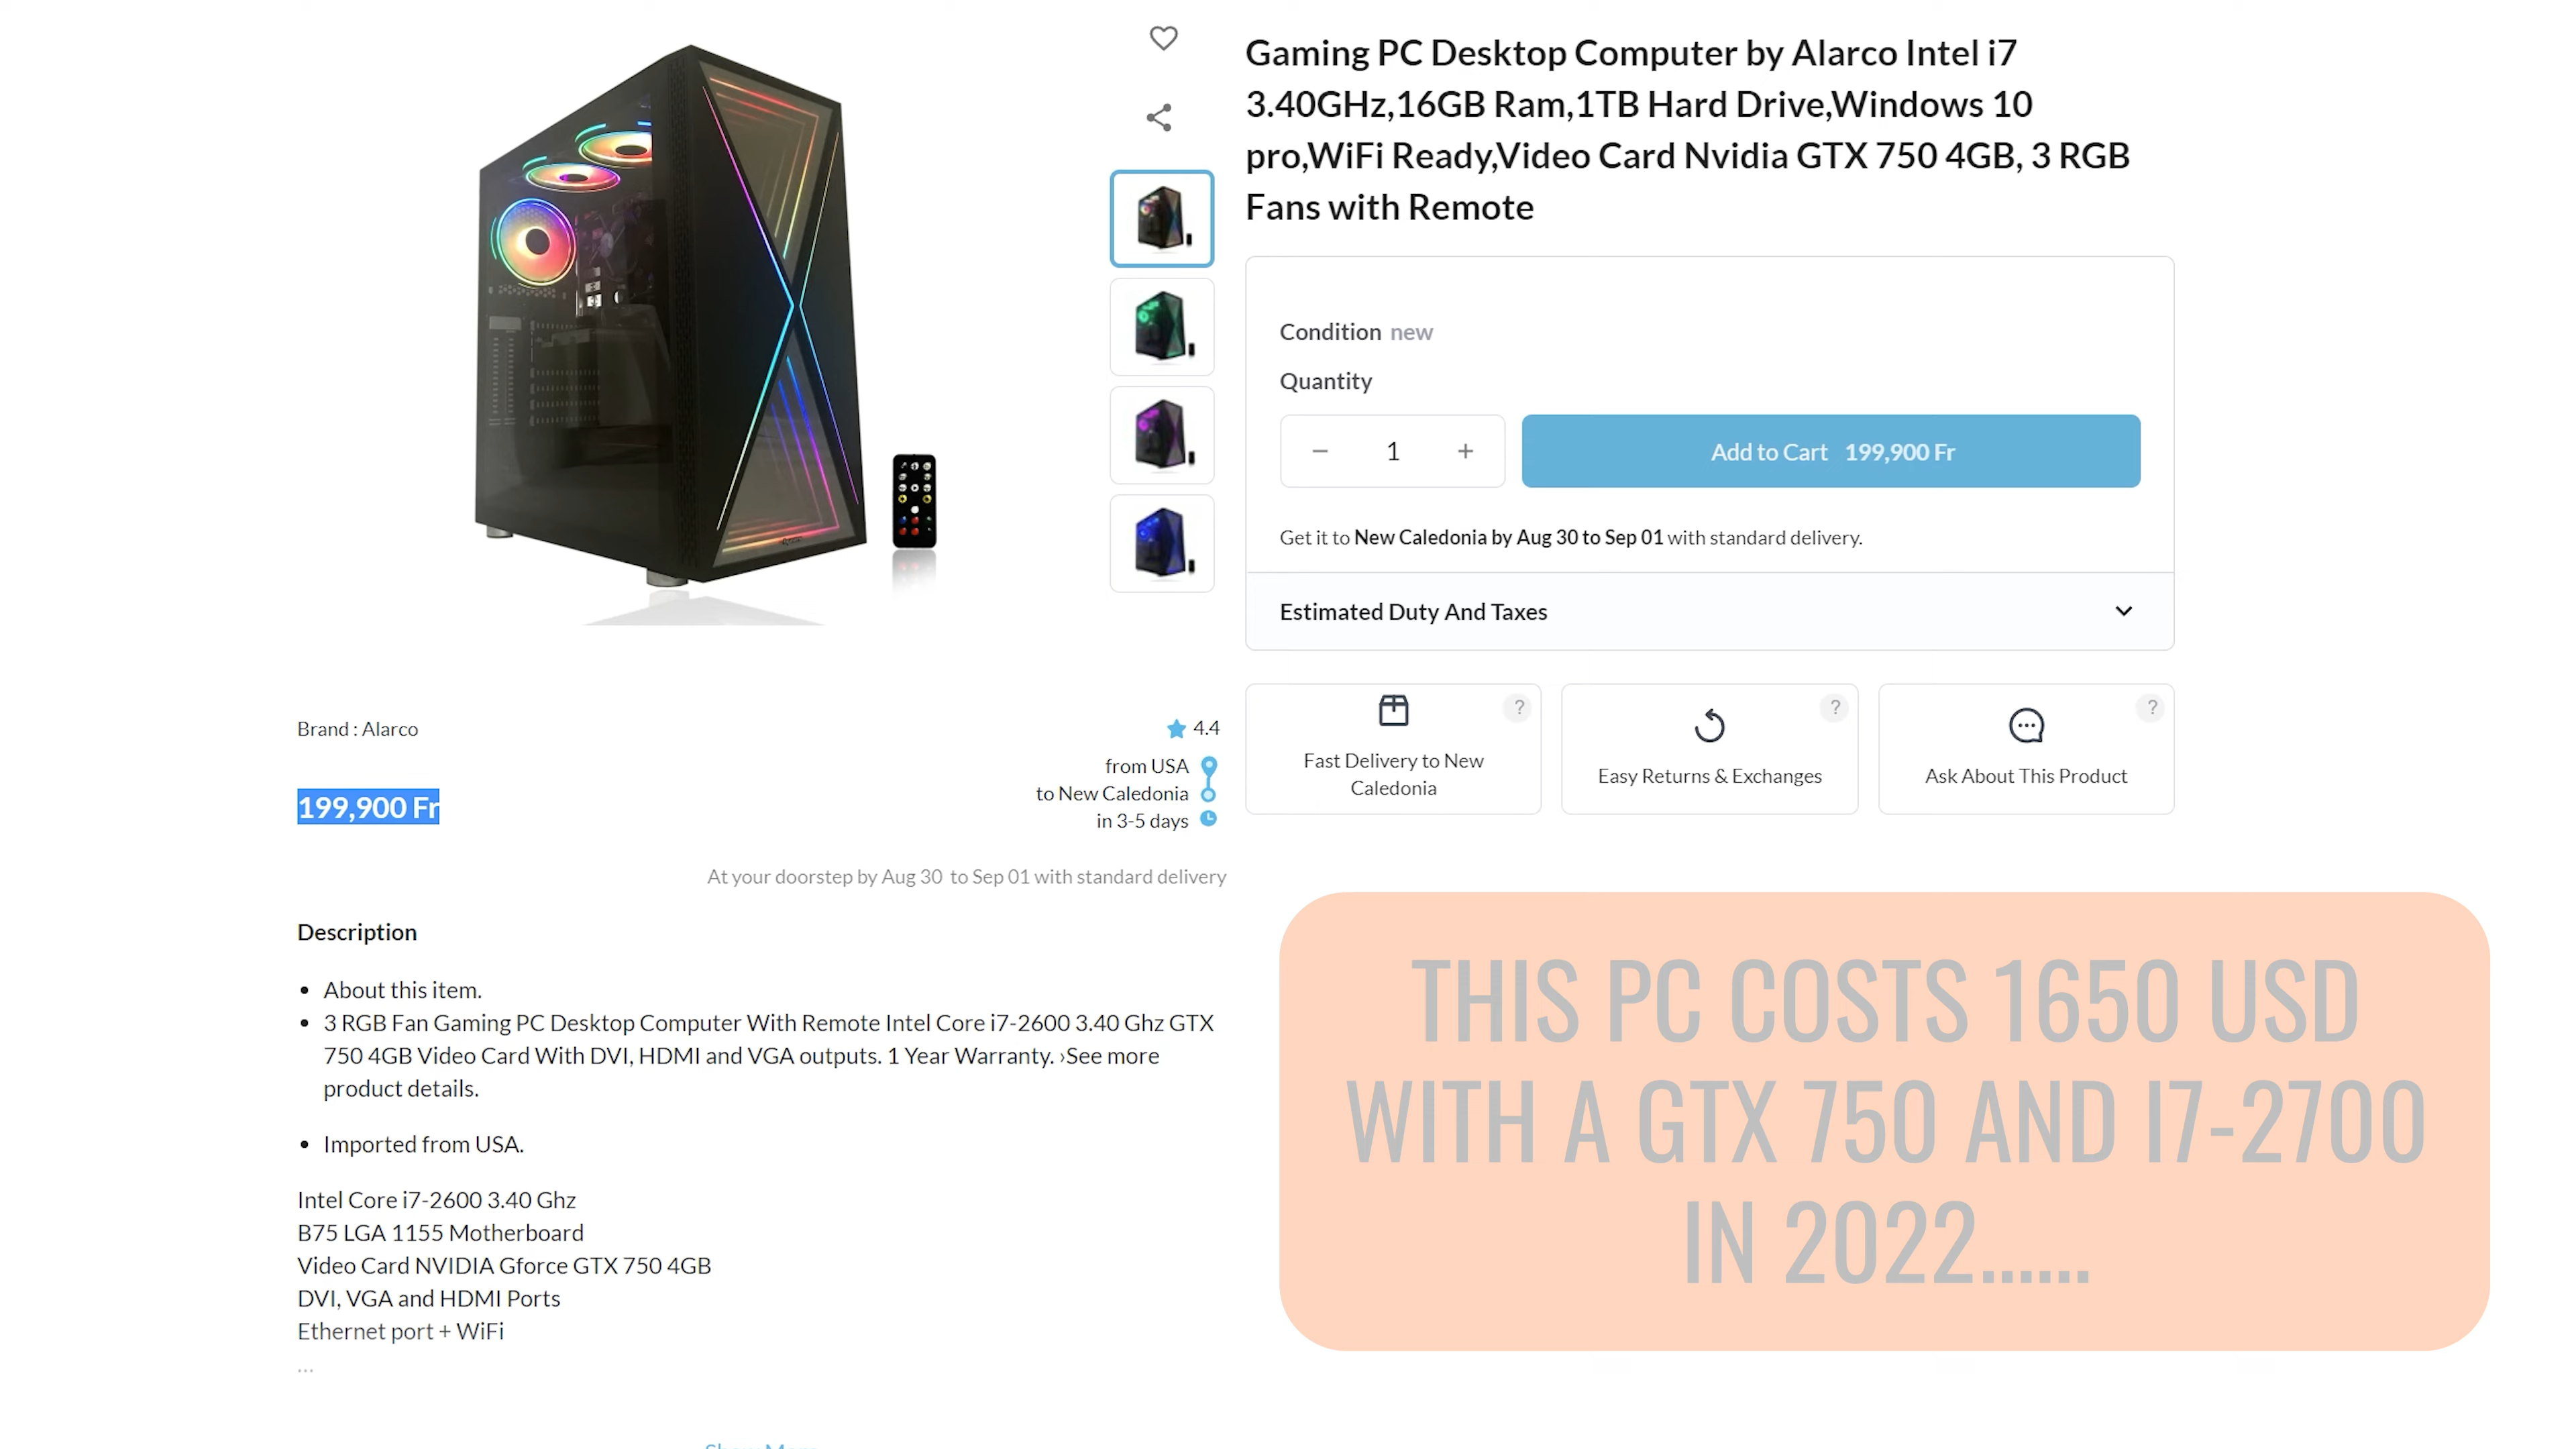 Gaming PC Desktop Computer by Alarco Intel i7
3.40GHz,16GB Ram,1TB Hard Drive,Windows 10
pro,WiFi Ready,Video Card Nvidia GTX 750 4GB, 3 RGB
Fans with Remote
Condition new
Quantity
− 1 +
Add to Cart 199,900 Fr
Get it to New Caledonia by Aug 30 to Sep 01 with standard delivery.
Estimated Duty And Taxes
?
Fast Delivery to New
Caledonia
?
Easy Returns & Exchanges
?
Ask About This Product
Brand : Alarco
4.4
199,900 Fr
from USA
to New Caledonia
in 3-5 days
At your doorstep by Aug 30 to Sep 01 with standard delivery
Description
• About this item.
• 3 RGB Fan Gaming PC Desktop Computer With Remote Intel Core i7-2600 3.40 Ghz GTX
750 4GB Video Card With DVI, HDMI and VGA outputs. 1 Year Warranty. ›See more
product details.
• Imported from USA.
Intel Core i7-2600 3.40 Ghz
B75 LGA 1155 Motherboard
Video Card NVIDIA Gforce GTX 750 4GB
DVI, VGA and HDMI Ports
Ethernet port + WiFi
...
THIS PC COSTS 1650 USD
WITH A GTX 750 AND I7-2700
IN 2022......